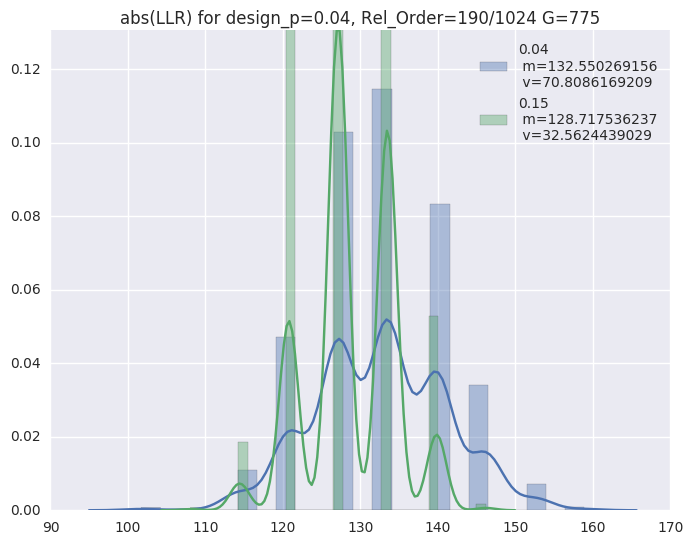 abs(LLR) for design_p=0.04, Rel_Order=190/1024 G=775
0.04
m=132.550269156
v=70.8086169209
0.15
m=128.717536237
v=32.5624439029
0.12
0.10
0.08
0.06
0.04
0.02
0.00
90 100 110 120 130 140 150 160 170